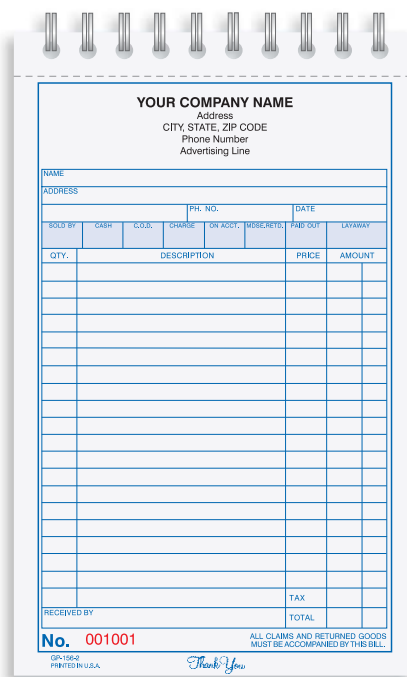 YOUR COMPANY NAME
Address
CITY, STATE, ZIP CODE
Phone Number
Advertising Line
NAME
ADDRESS
PH. NO. DATE
SOLD BY CASH C.O.D. CHARGE ON ACCT. MDSE.RETD. PAID OUT LAYAWAY
QTY. DESCRIPTION PRICE AMOUNT
TAX
RECEIVED BY
TOTAL
No. 001001
ALL CLAIMS AND RETURNED GOODS
MUST BE ACCOMPANIED BY THIS BILL.
GP-156-2
PRINTED IN U.S.A.
Thank You